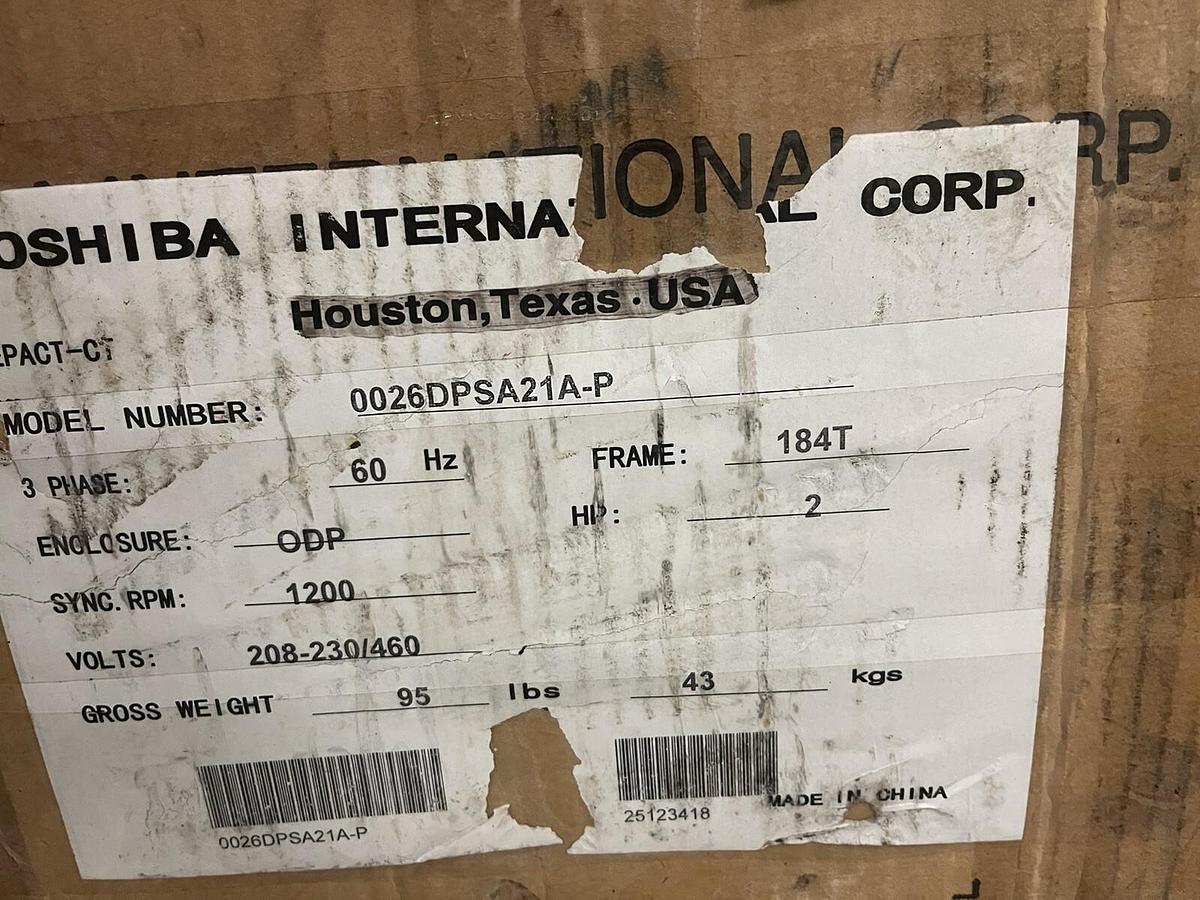 INTERNATIONAL CORP.
OSHIBA INTERNA AL CORP.
Houston,Texas·USA
EPACT-CT
MODEL NUMBER: 0026DPSA21A-P
3 PHASE: 60 Hz FRAME: 184T
HP: 2
ENCLOSURE: ODP
SYNC.RPM: 1200
VOLTS: 208-230/460
GROSS WEIGHT 95 lbs 43 kgs
0026DPSA21A-P
25123418
MADE IN CHINA